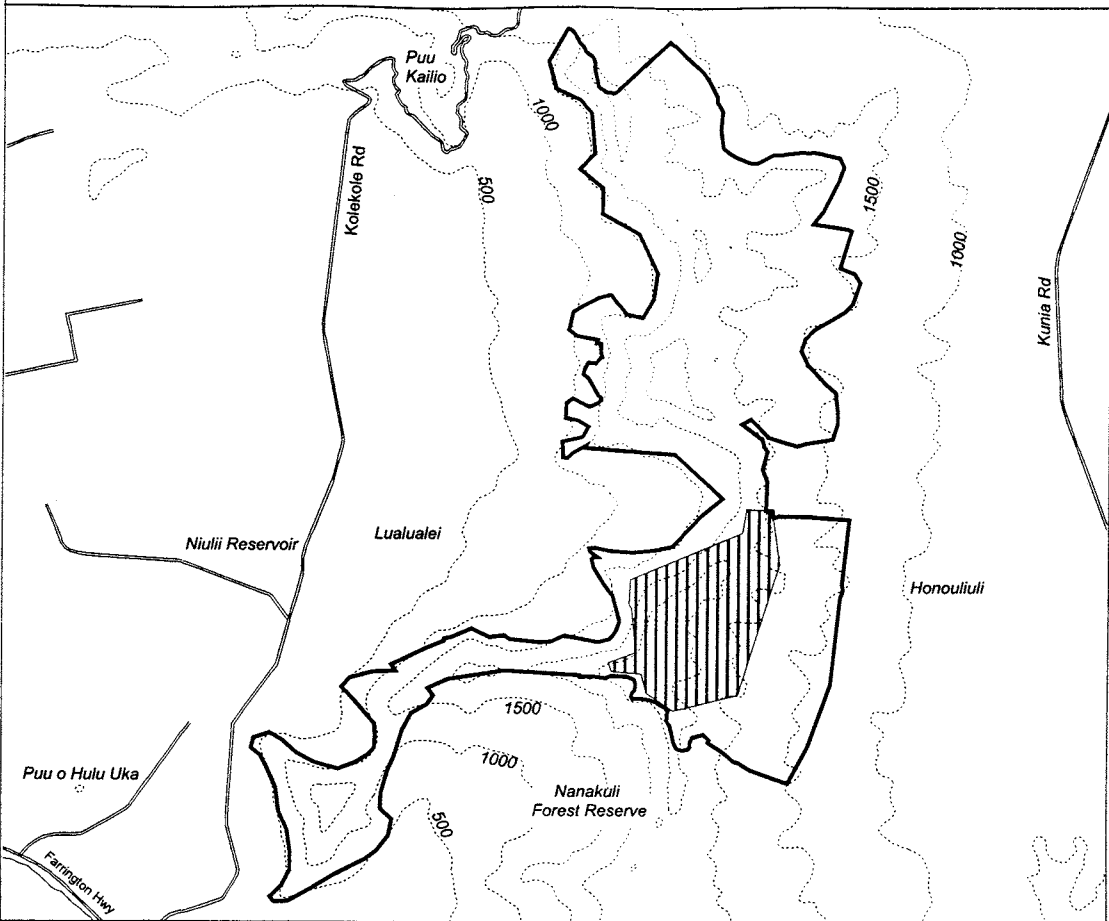 Puu
Kailio
1000
500
Kolekole Rd
1500
1000
Kunia Rd
Niulii Reservoir
Lualualei
Honouliuli
1500
1000
Puu o Hulu Uka
Nanakuli
Forest Reserve
500
Farrington Hwy